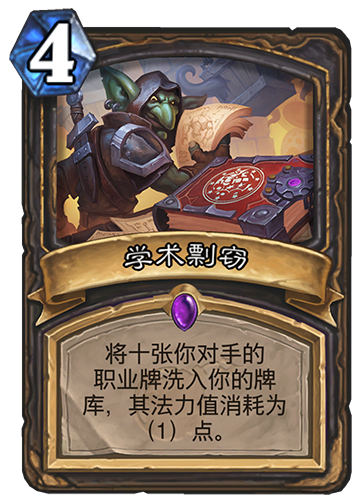 4
学术剽窃
将十张你对手的
职业牌洗入你的牌
库，其法力值消耗为
（1）点。